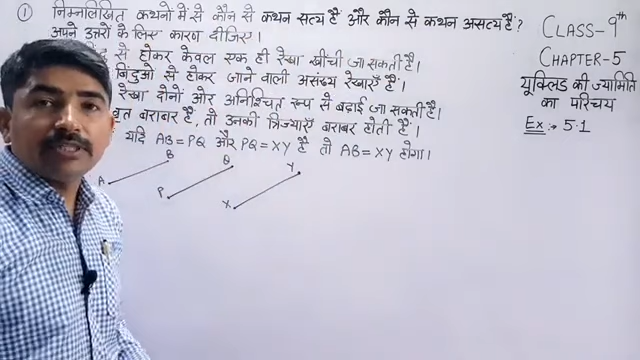 ① निम्नलिखित कथनों में से कौन से कथन सत्य हैं और कौन से कथन असत्य हैं?
अपने उत्तरों के लिए कारण दीजिए।
से होकर केवल एक ही रेखा खींची जा सकती है।
बिंदुओं से होकर जाने वाली असंख्य रेखाएँ हैं।
रेखा दोनों ओर अनिश्चित रूप से बढ़ाई जा सकती है।
वृत बराबर हैं, तो उनकी त्रिज्याएँ बराबर होती हैं।
यदि AB = PQ और PQ = XY है तो AB = XY होगा।
A B
P Q
X Y
CLASS-9th
CHAPTER-5
यूक्लिड की ज्यामिति
का परिचय
Ex :- 5.1